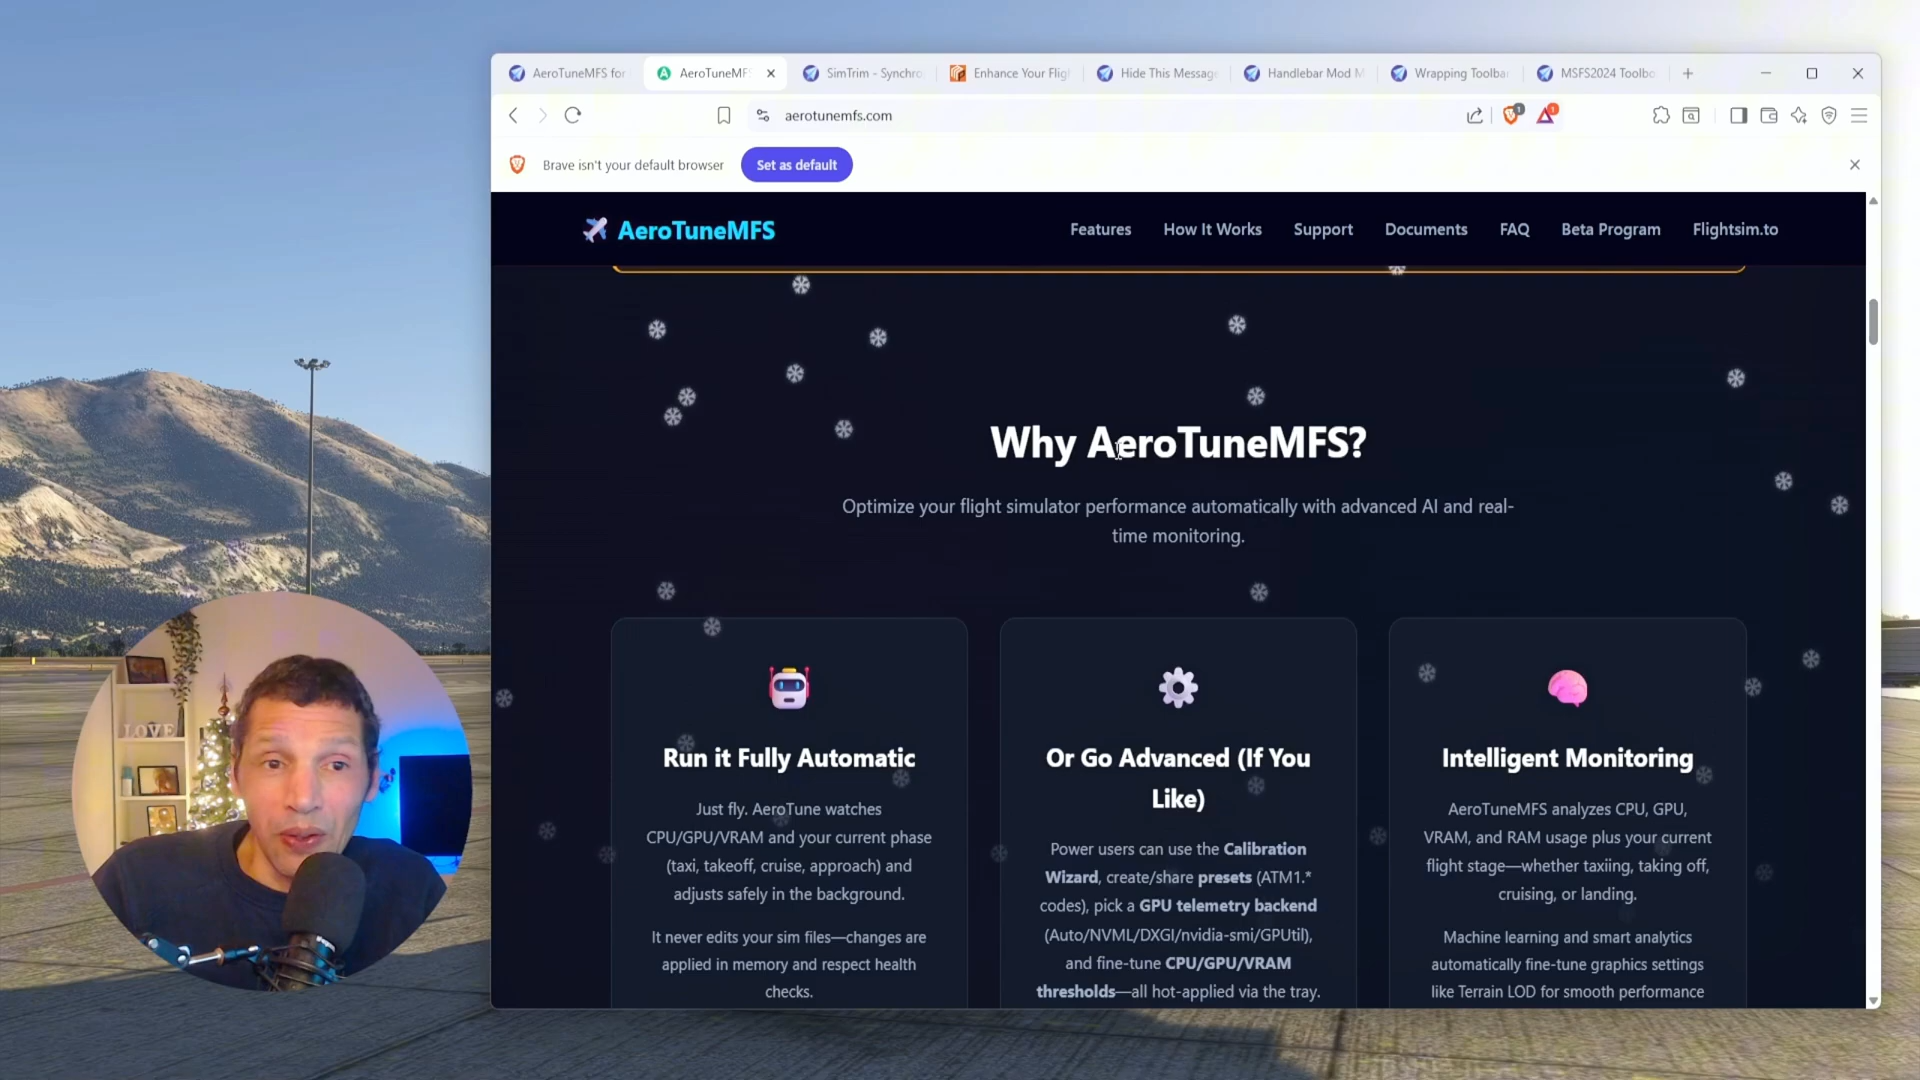 AeroTuneMFS for
AeroTuneMFS
SimTrim - Synchro
Enhance Your Fligh
Hide This Message
Handlebar Mod M
Wrapping Toolbar
MSFS2024 Toolbo
aerotunemfs.com
1
1
Brave isn't your default browser
Set as default
AeroTuneMFS
Features
How It Works
Support
Documents
FAQ
Beta Program
Flightsim.to
Why AeroTuneMFS?
Optimize your flight simulator performance automatically with advanced AI and real-
time monitoring.
Run it Fully Automatic
Just fly. AeroTune watches
CPU/GPU/VRAM and your current phase
(taxi, takeoff, cruise, approach) and
adjusts safely in the background.
It never edits your sim files—changes are
applied in memory and respect health
checks.
Or Go Advanced (If You
Like)
Power users can use the Calibration
Wizard, create/share presets (ATM1.*
codes), pick a GPU telemetry backend
(Auto/NVML/DXGI/nvidia-smi/GPUtil),
and fine-tune CPU/GPU/VRAM
thresholds—all hot-applied via the tray.
Intelligent Monitoring
AeroTuneMFS analyzes CPU, GPU,
VRAM, and RAM usage plus your current
flight stage—whether taxiing, taking off,
cruising, or landing.
Machine learning and smart analytics
automatically fine-tune graphics settings
like Terrain LOD for smooth performance
LOVE